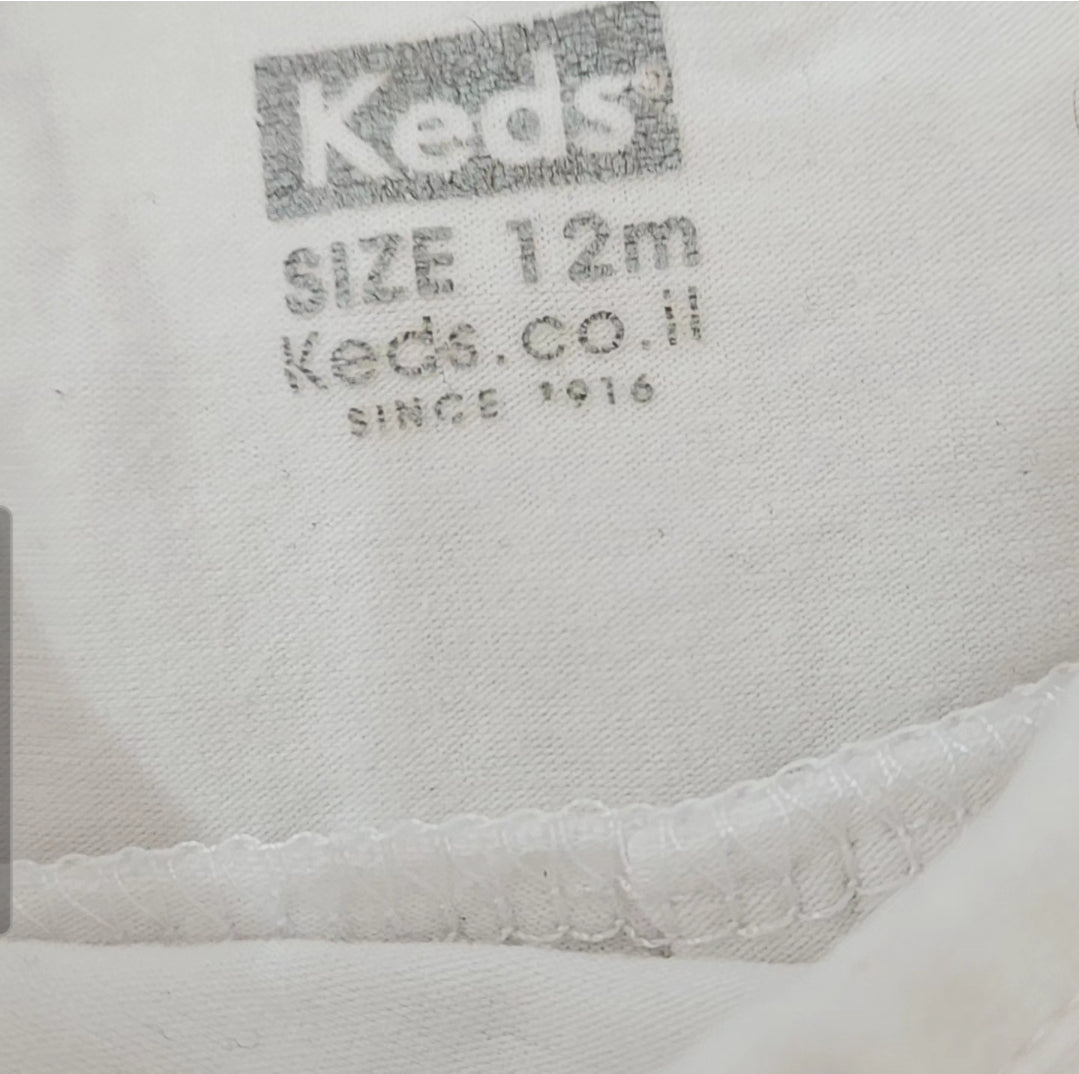 Keds®
SIZE 12m
Keds.co.il
SINCE 1916